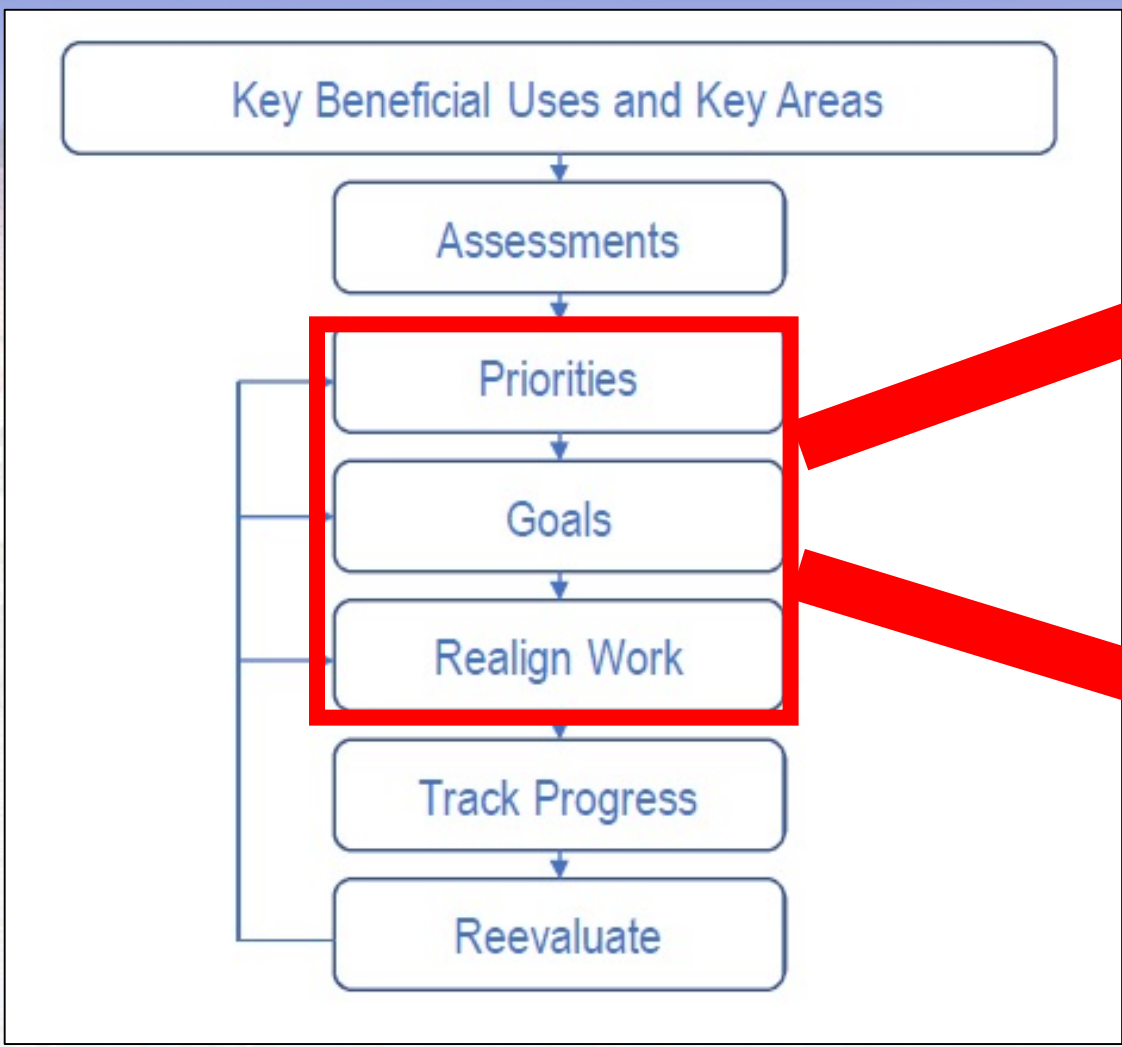 Key Beneficial Uses and Key Areas
Assessments
Priorities
Goals
Realign Work
Track Progress
Reevaluate